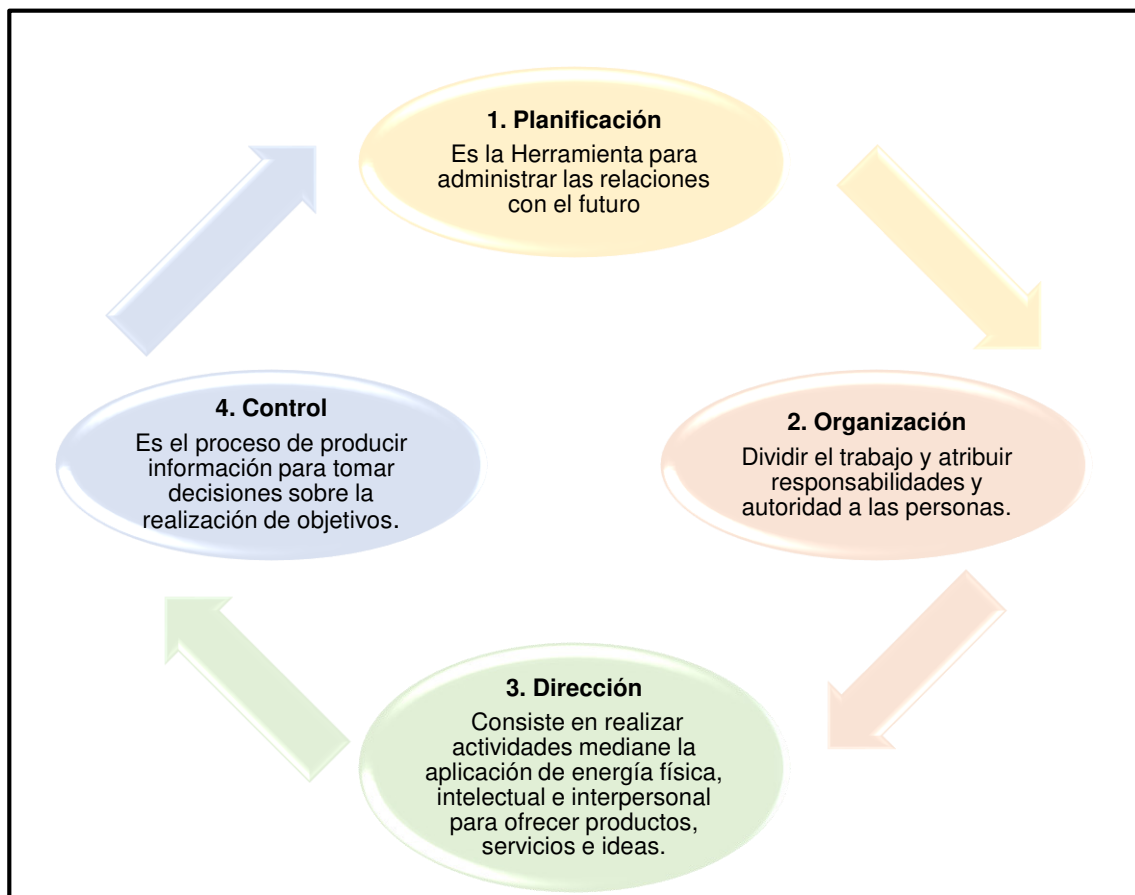 1. Planificación
Es la Herramienta para
administrar las relaciones
con el futuro
2. Organización
Dividir el trabajo y atribuir
responsabilidades y
autoridad a las personas.
3. Dirección
Consiste en realizar
actividades mediane la
aplicación de energía física,
intelectual e interpersonal
para ofrecer productos,
servicios e ideas.
4. Control
Es el proceso de producir
información para tomar
decisiones sobre la
realización de objetivos.